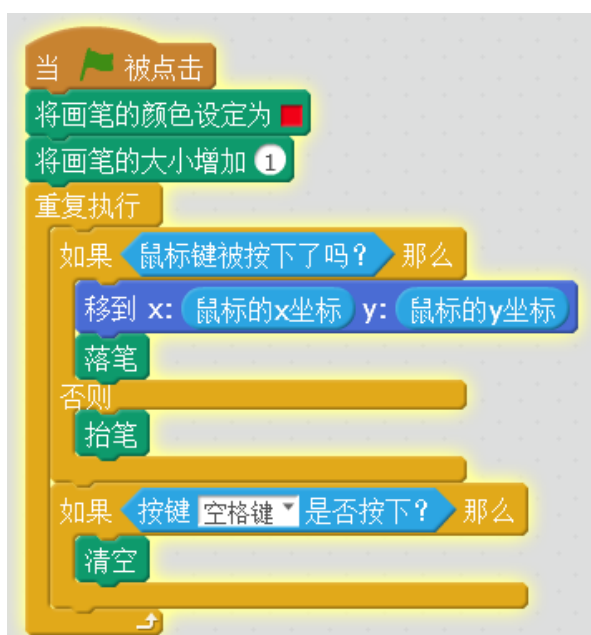 当 被点击
将画笔的颜色设定为
将画笔的大小增加 1
重复执行
如果 鼠标键被按下了吗？ 那么
移到 x: 鼠标的x坐标 y: 鼠标的y坐标
落笔
否则
抬笔
如果 按键 空格键 是否按下？ 那么
清空